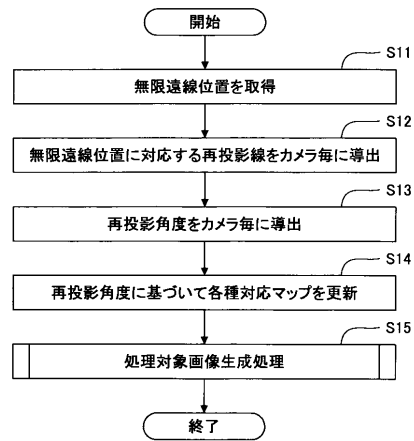 開始
S11
無限遠線位置を取得
S12
無限遠線位置に対応する再投影線をカメラ毎に導出
S13
再投影角度をカメラ毎に導出
S14
再投影角度に基づいて各種対応マップを更新
S15
処理対象画像生成処理
終了